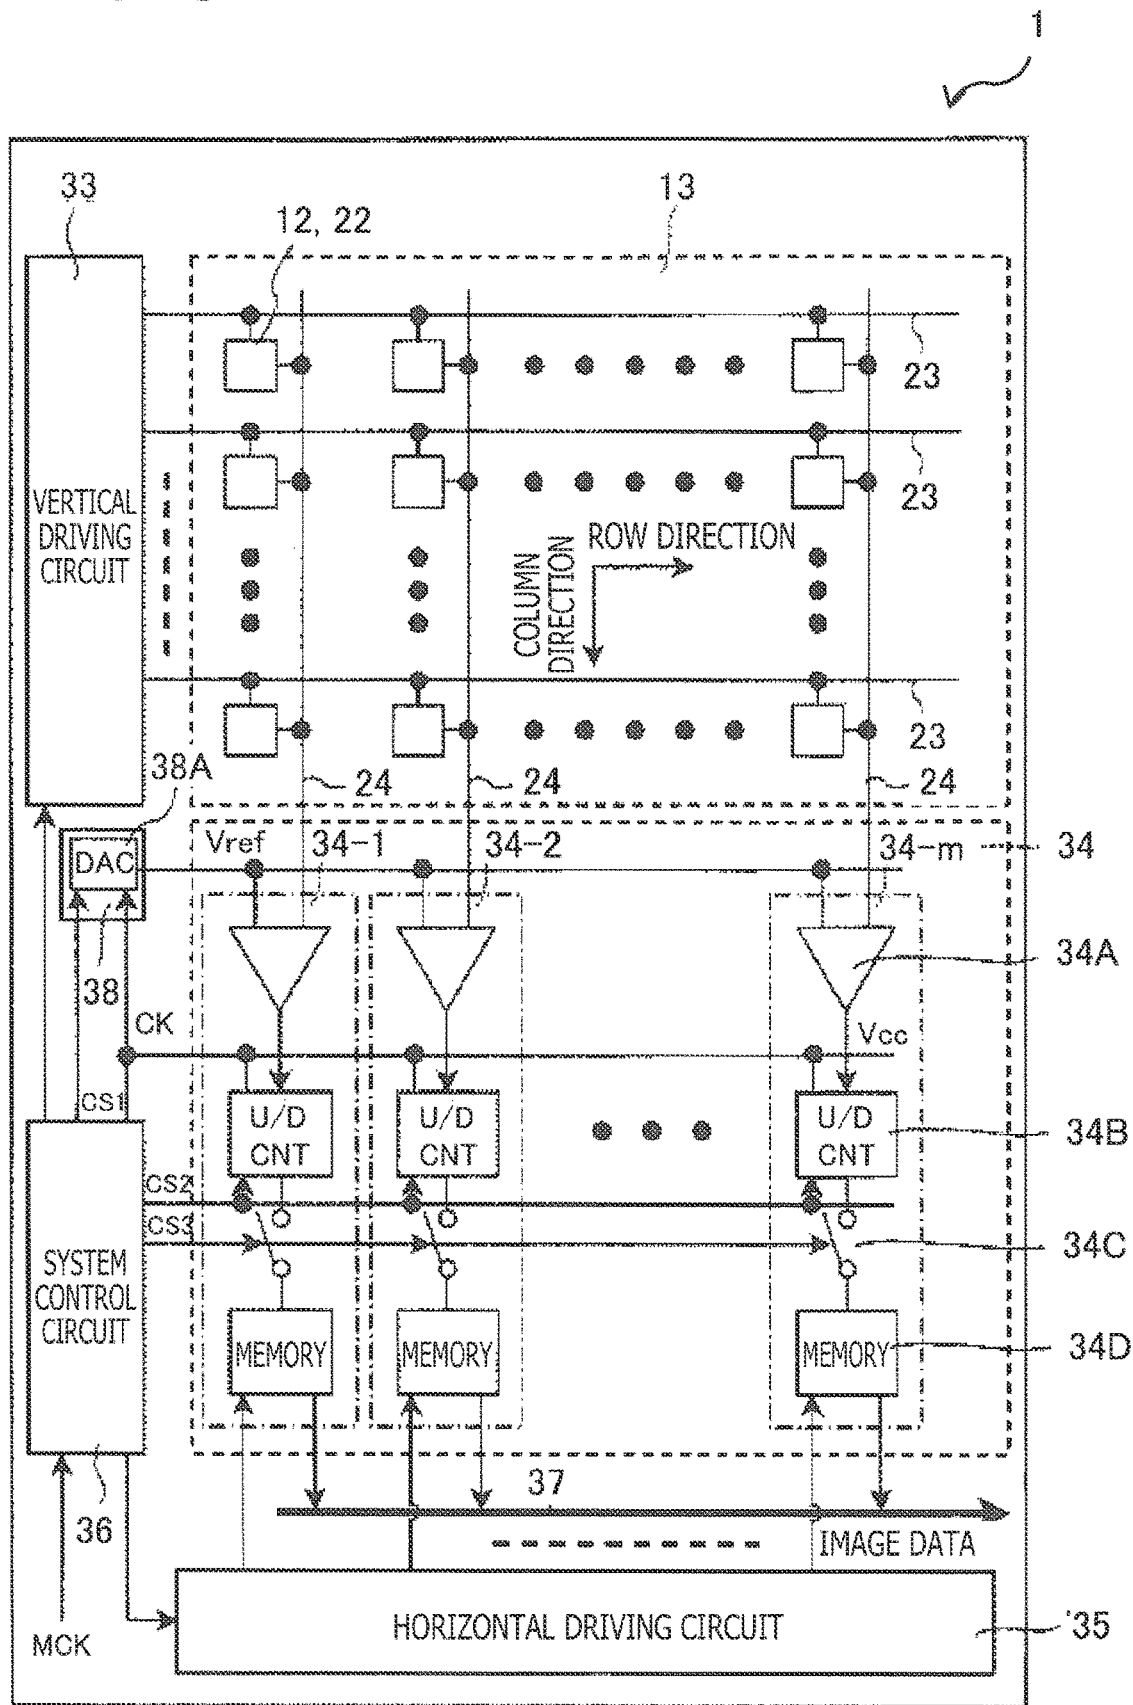 1
33
12, 22
13
23
23
VERTICAL
DRIVING
CIRCUIT
ROW DIRECTION
COLUMN
DIRECTION
23
38A
24
24
24
DAC
Vref
34-1
34-2
34-m
34
38
34A
CK
Vcc
CS1
U/D
CNT
U/D
CNT
U/D
CNT
34B
CS2
CS3
34C
SYSTEM
CONTROL
CIRCUIT
MEMORY
MEMORY
MEMORY
34D
36
37
IMAGE DATA
MCK
HORIZONTAL DRIVING CIRCUIT
35